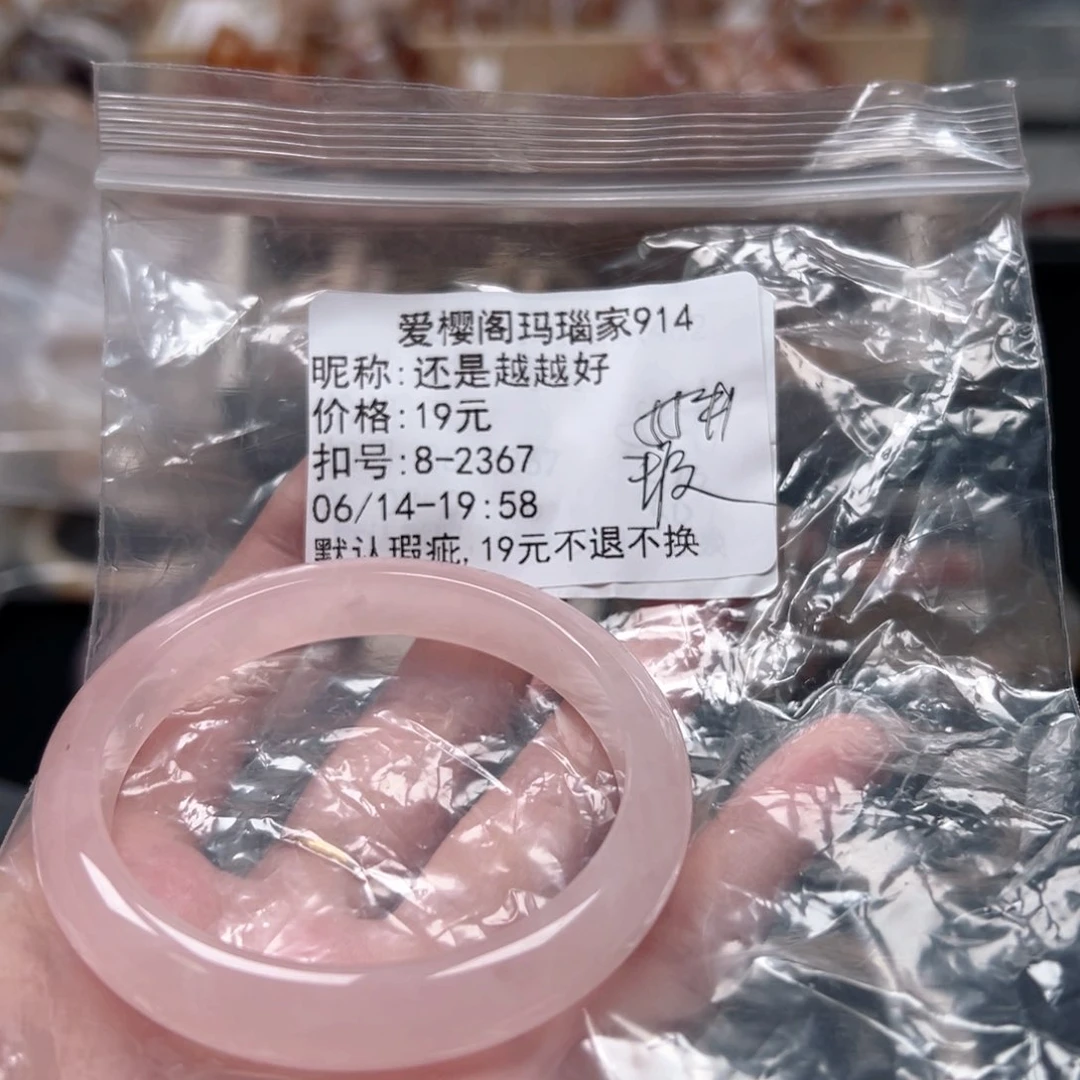 爱樱阁玛瑙家914
昵称:还是越越好
价格:19元
扣号:8-2367
06/14-19:58
默认瑕疵,19元不退不换